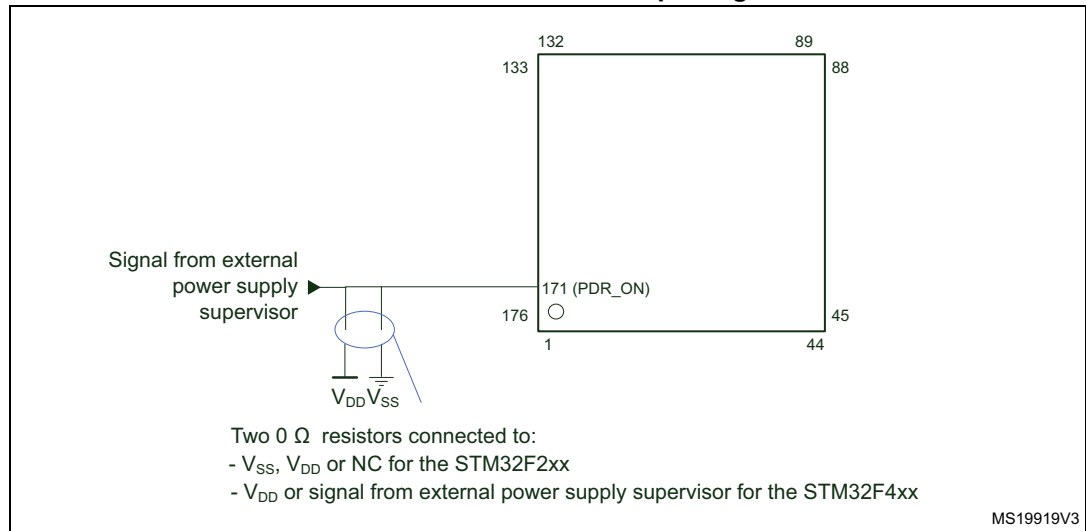 132
89
133
88
Signal from external
power supply
supervisor
171 (PDR_ON)
176
45
1
44
VDD VSS
Two 0 Ω resistors connected to:
- VSS, VDD or NC for the STM32F2xx
- VDD or signal from external power supply supervisor for the STM32F4xx
MS19919V3